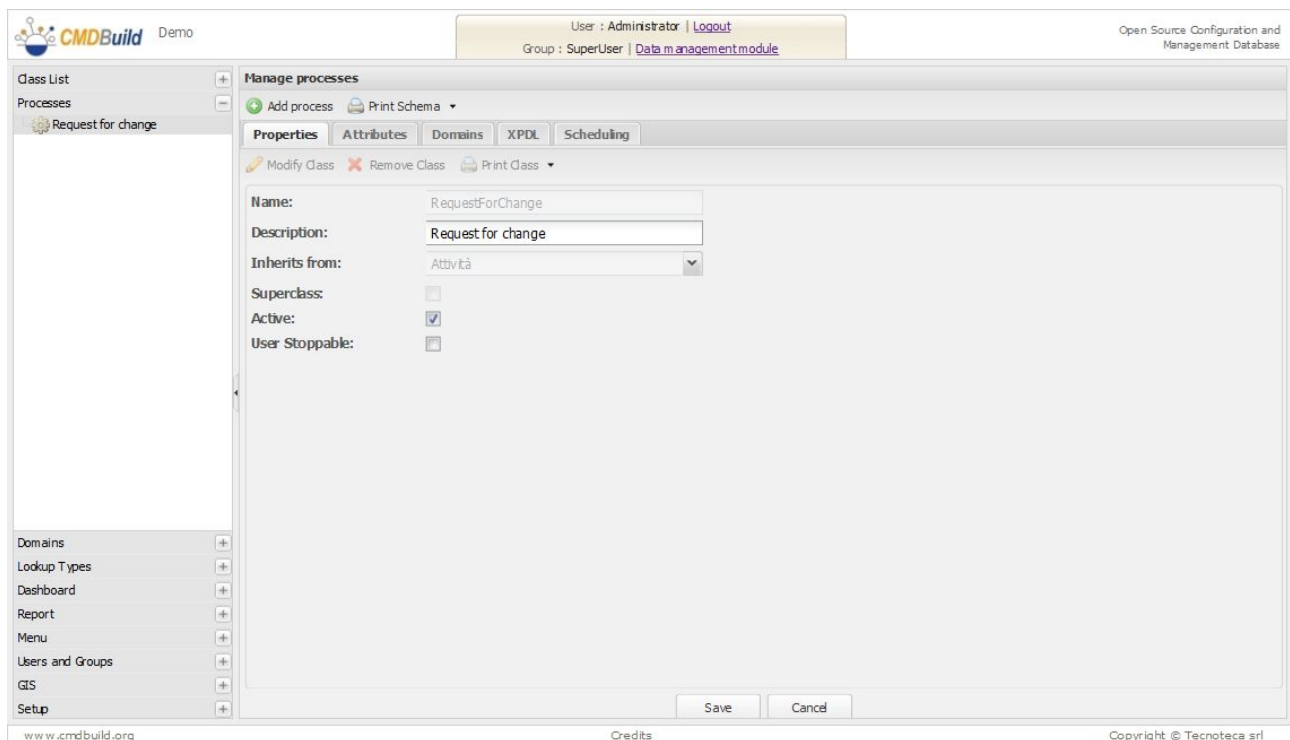 CMDBuild Demo
User : Administrator | Logout
Group : SuperUser | Data management module
Open Source Configuration and
Management Database
Class List
Processes
Request for change
Domains
Lookup Types
Dashboard
Report
Menu
Users and Groups
GIS
Setup
Manage processes
Add process Print Schema
Properties Attributes Domains XPDL Scheduling
Modify Class Remove Class Print Class
Name: RequestForChange
Description: Request for change
Inherits from: Attività
Superclass:
Active:
User Stoppable:
Save Cancel
www.cmdbuild.org Credits Copyright © Tecnoteca srl